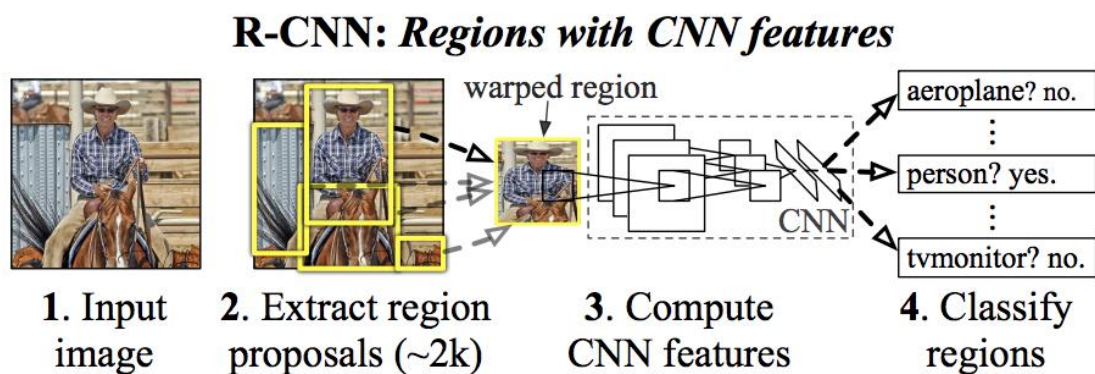 R-CNN: Regions with CNN features
warped region
aeroplane? no.
⋮
person? yes.
⋮
tvmonitor? no.
CNN
1. Input
image
2. Extract region
proposals (~2k)
3. Compute
CNN features
4. Classify
regions